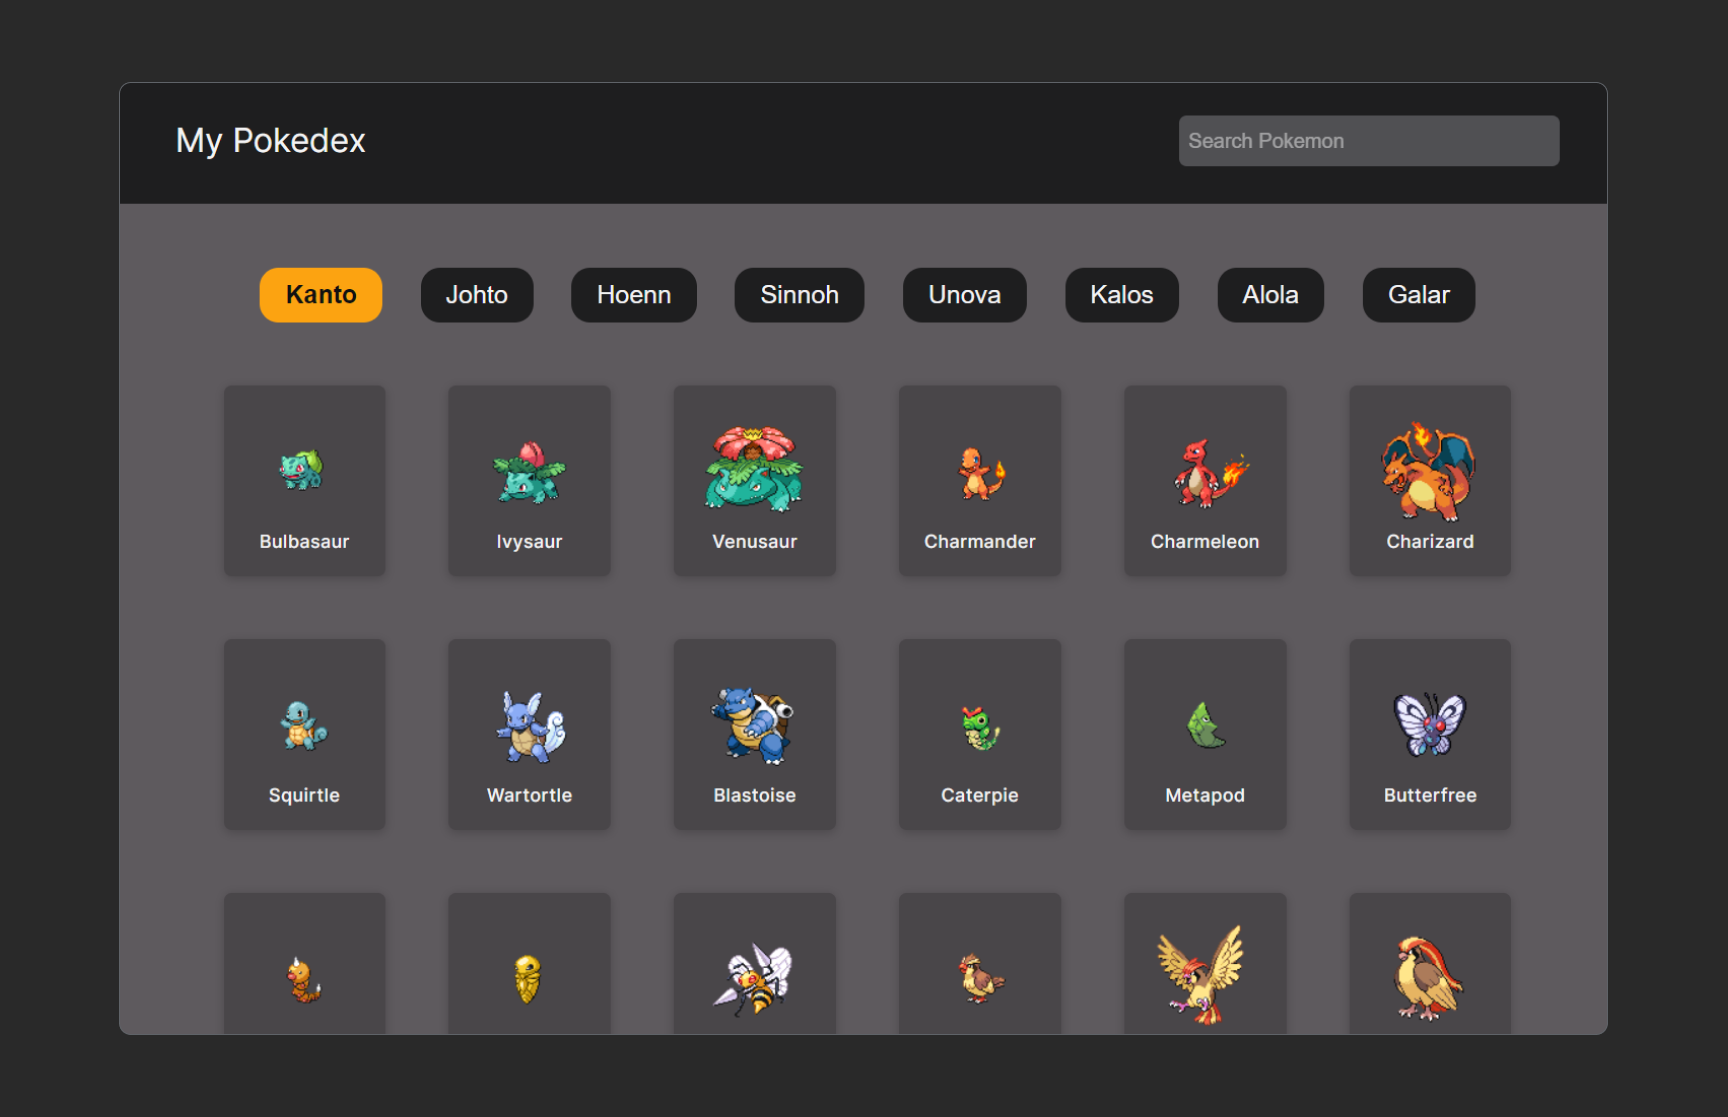 My Pokedex
Search Pokemon
Kanto Johto Hoenn Sinnoh Unova Kalos Alola Galar
Bulbasaur Ivysaur Venusaur Charmander Charmeleon Charizard
Squirtle Wartortle Blastoise Caterpie Metapod Butterfree